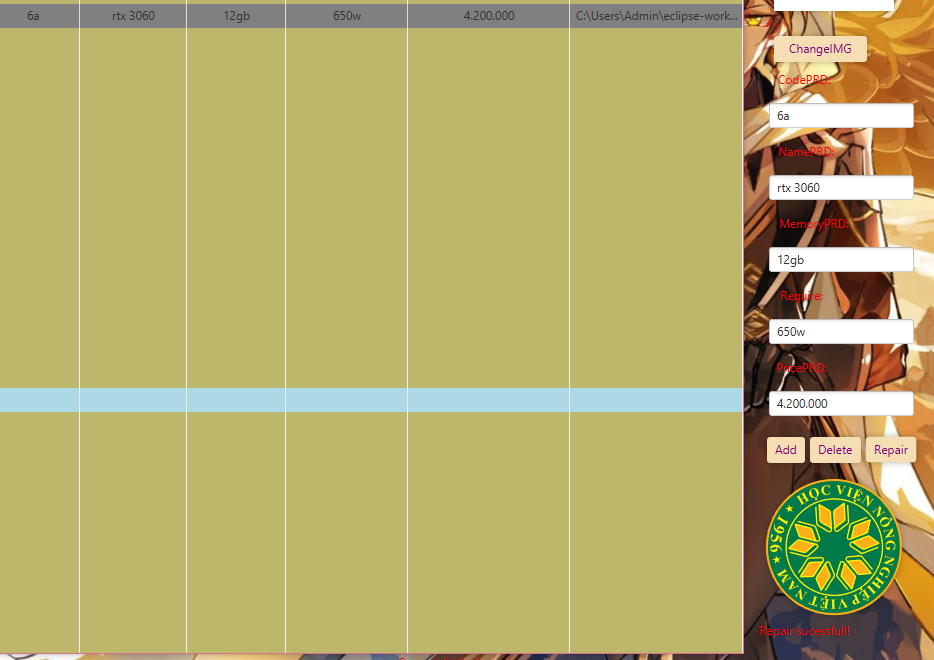 6a rtx 3060 12gb 650w 4.200.000 C:\Users\Admin\eclipse-work...
ChangeIMG
CodePRD:
6a
NamePRD:
rtx 3060
MemoryPRD:
12gb
Require:
650w
PricePRD:
4.200.000
Add Delete Repair
HỌC VIỆN NÔNG NGHIỆP VIỆT NAM
1956
Repair sucessfull!